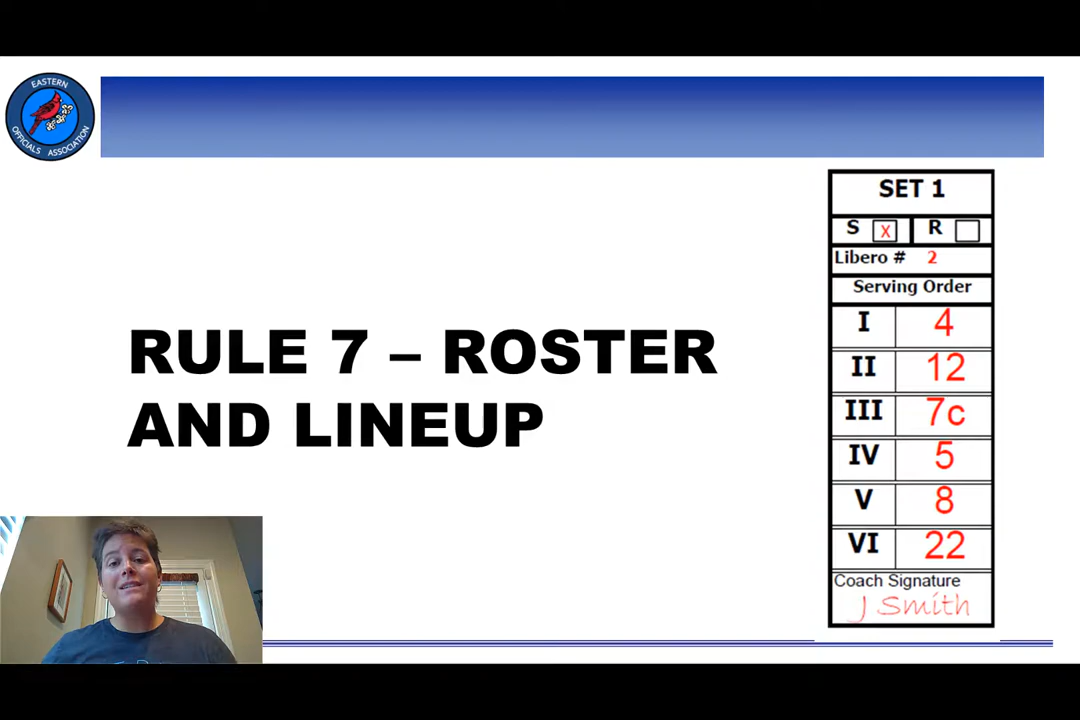 EASTERN
OFFICIALS ASSOCIATION
RULE 7 – ROSTER
AND LINEUP
SET 1
S X R
Libero # 2
Serving Order
I 4
II 12
III 7c
IV 5
V 8
VI 22
Coach Signature
J Smith